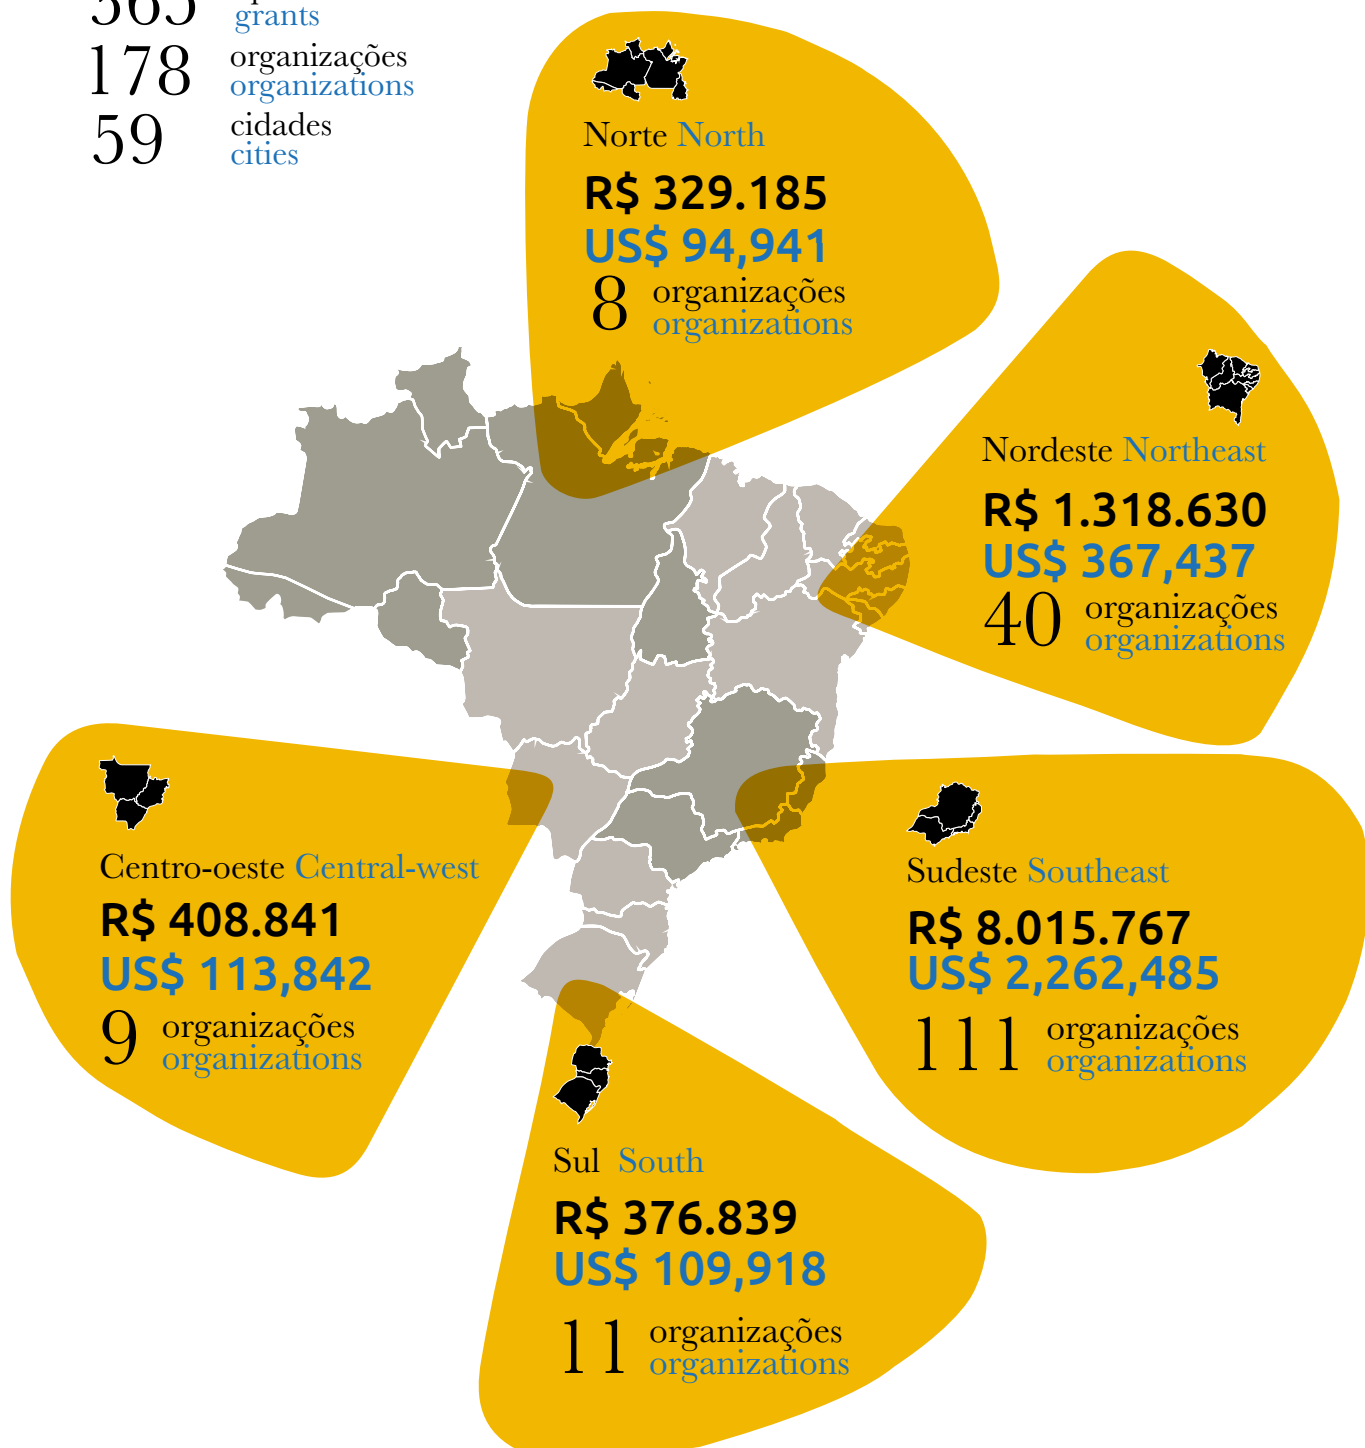 grants
178 organizações
organizations
59 cidades
cities
Norte North
R$ 329.185
US$ 94,941
8 organizações
organizations
Nordeste Northeast
R$ 1.318.630
US$ 367,437
40 organizações
organizations
Centro-oeste Central-west
R$ 408.841
US$ 113,842
9 organizações
organizations
Sudeste Southeast
R$ 8.015.767
US$ 2,262,485
111 organizações
organizations
Sul South
R$ 376.839
US$ 109,918
11 organizações
organizations